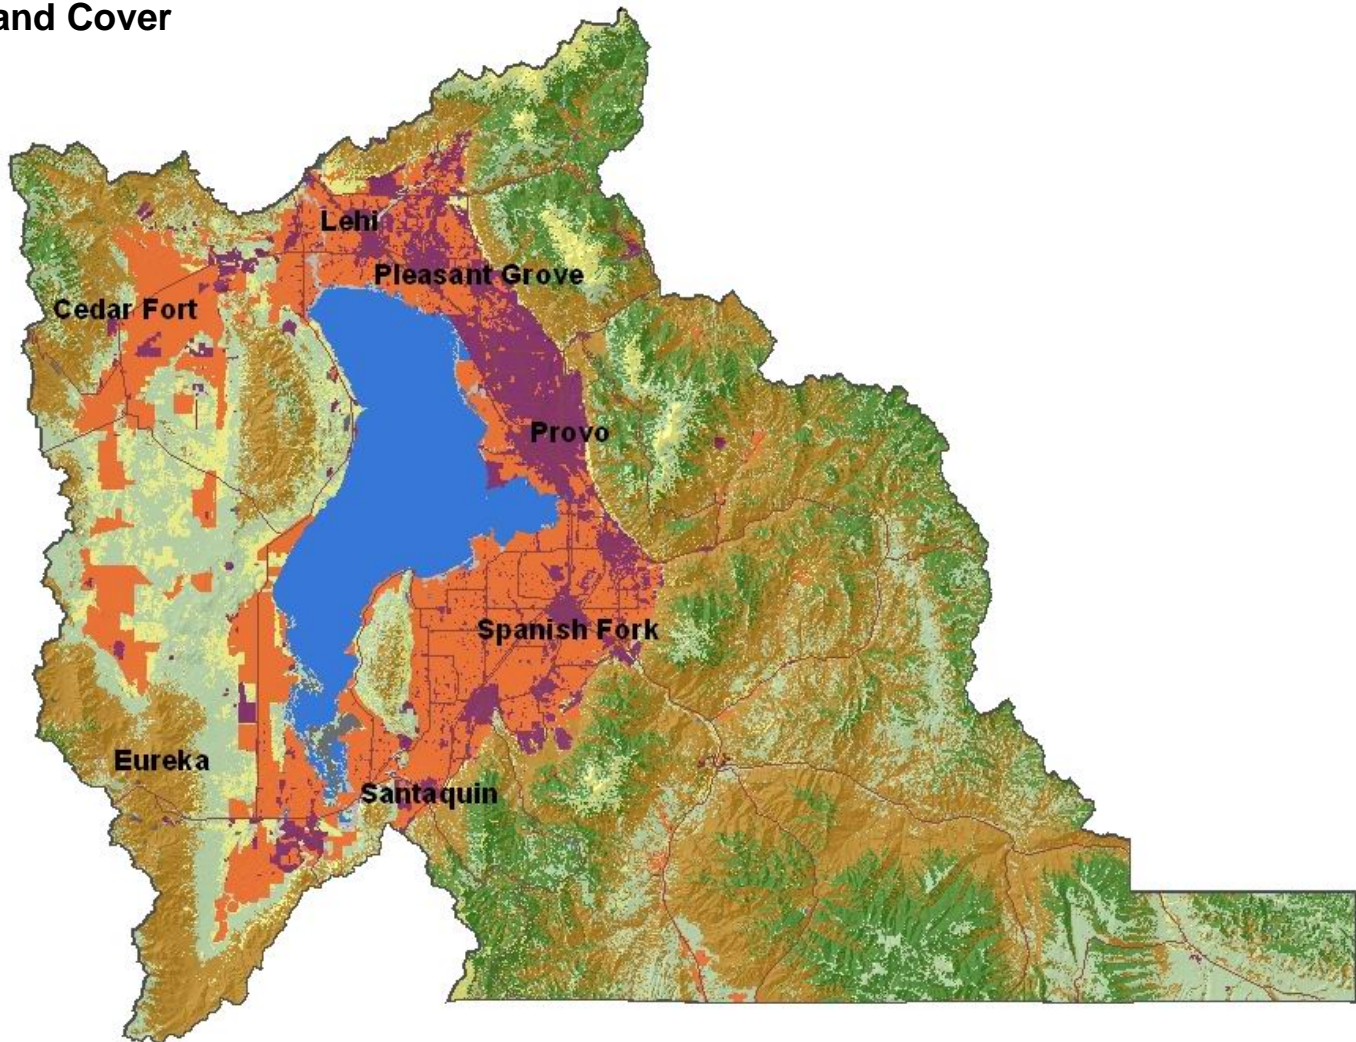 and Cover
Lehi
Pleasant Grove
Cedar Fort
Provo
Spanish Fork
Eureka
Santaquin